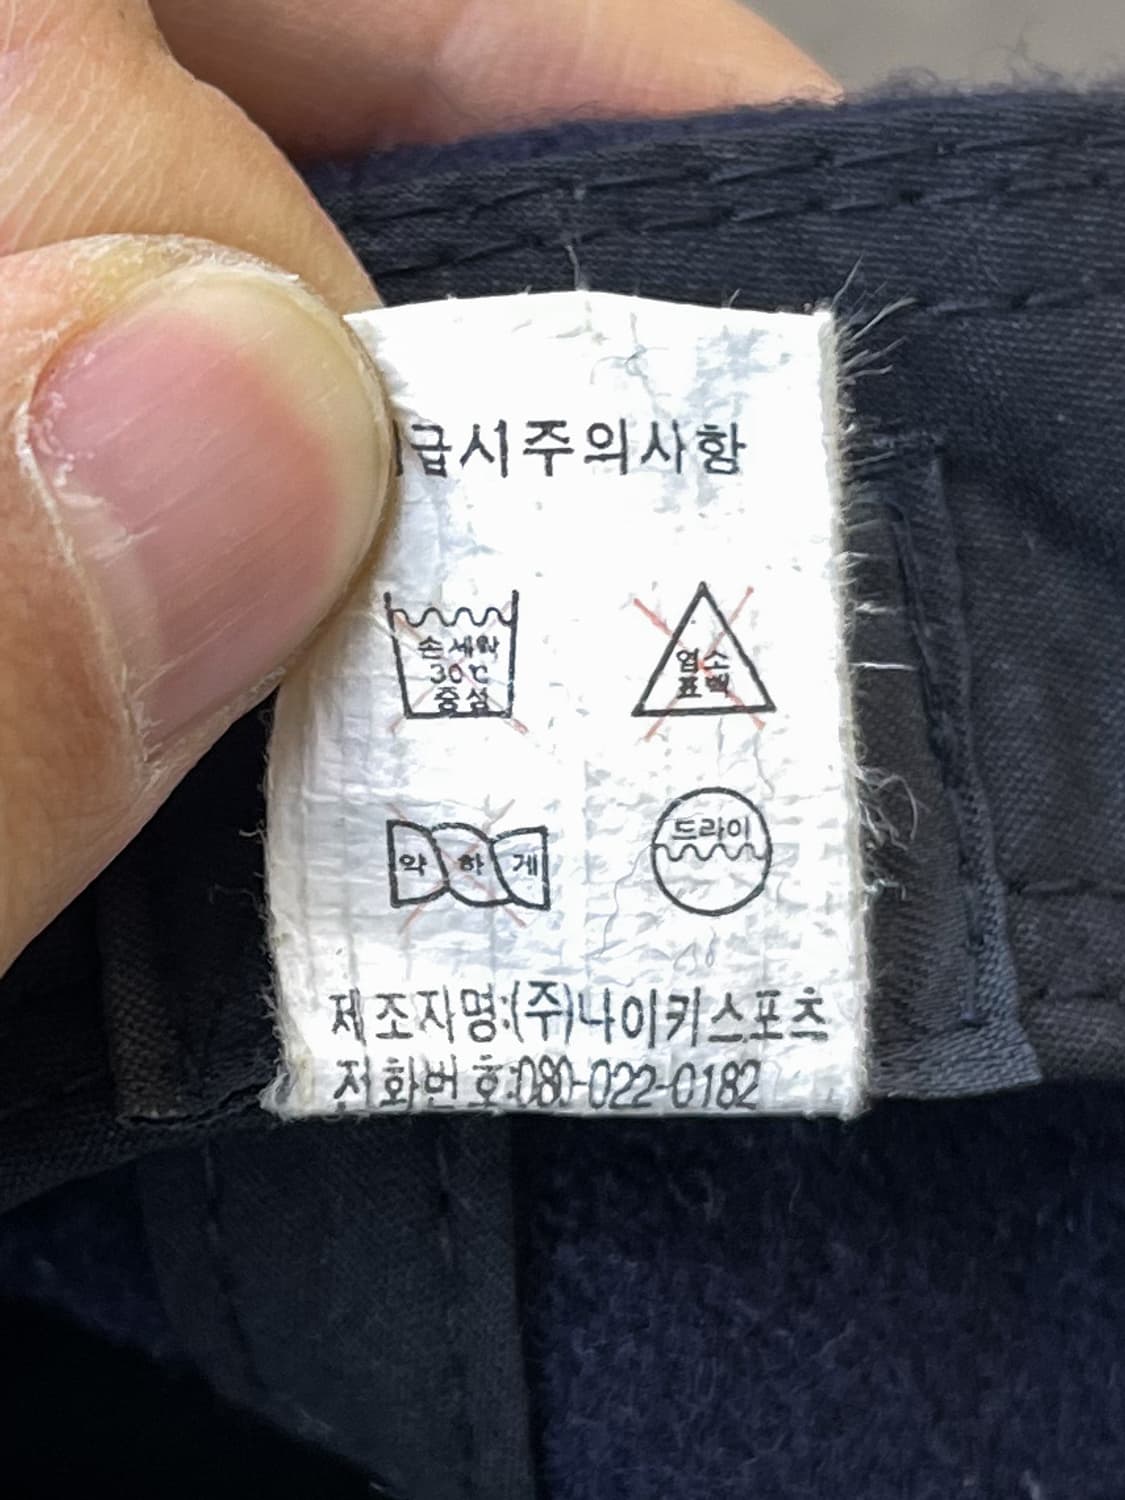 급시주의사항
손세탁
30℃
중성
염소
표백
약하게
드라이
제조자명:(주)나이키스포츠
전화번호:080-022-0182